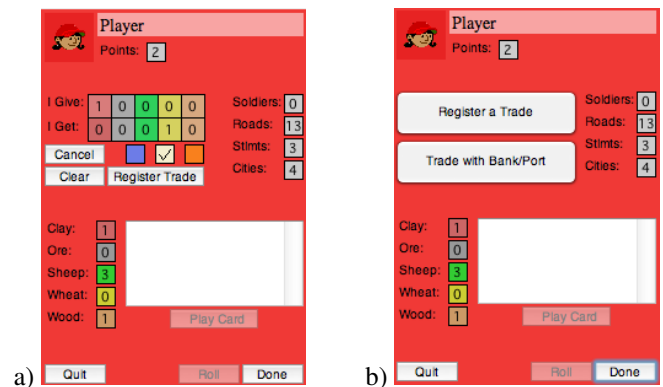 Player
Points: 2
I Give: 1 0 0 0 0
I Get: 0 0 0 1 0
Cancel
Clear Register Trade
Soldiers: 0
Roads: 13
Stlmts: 3
Cities: 4
Clay: 1
Ore: 0
Sheep: 3
Wheat: 0
Wood: 1
Play Card
Quit Roll Done
a)
Player
Points: 2
Register a Trade
Trade with Bank/Port
Soldiers: 0
Roads: 13
Stlmts: 3
Cities: 4
Clay: 1
Ore: 0
Sheep: 3
Wheat: 0
Wood: 1
Play Card
Quit Roll Done
b)